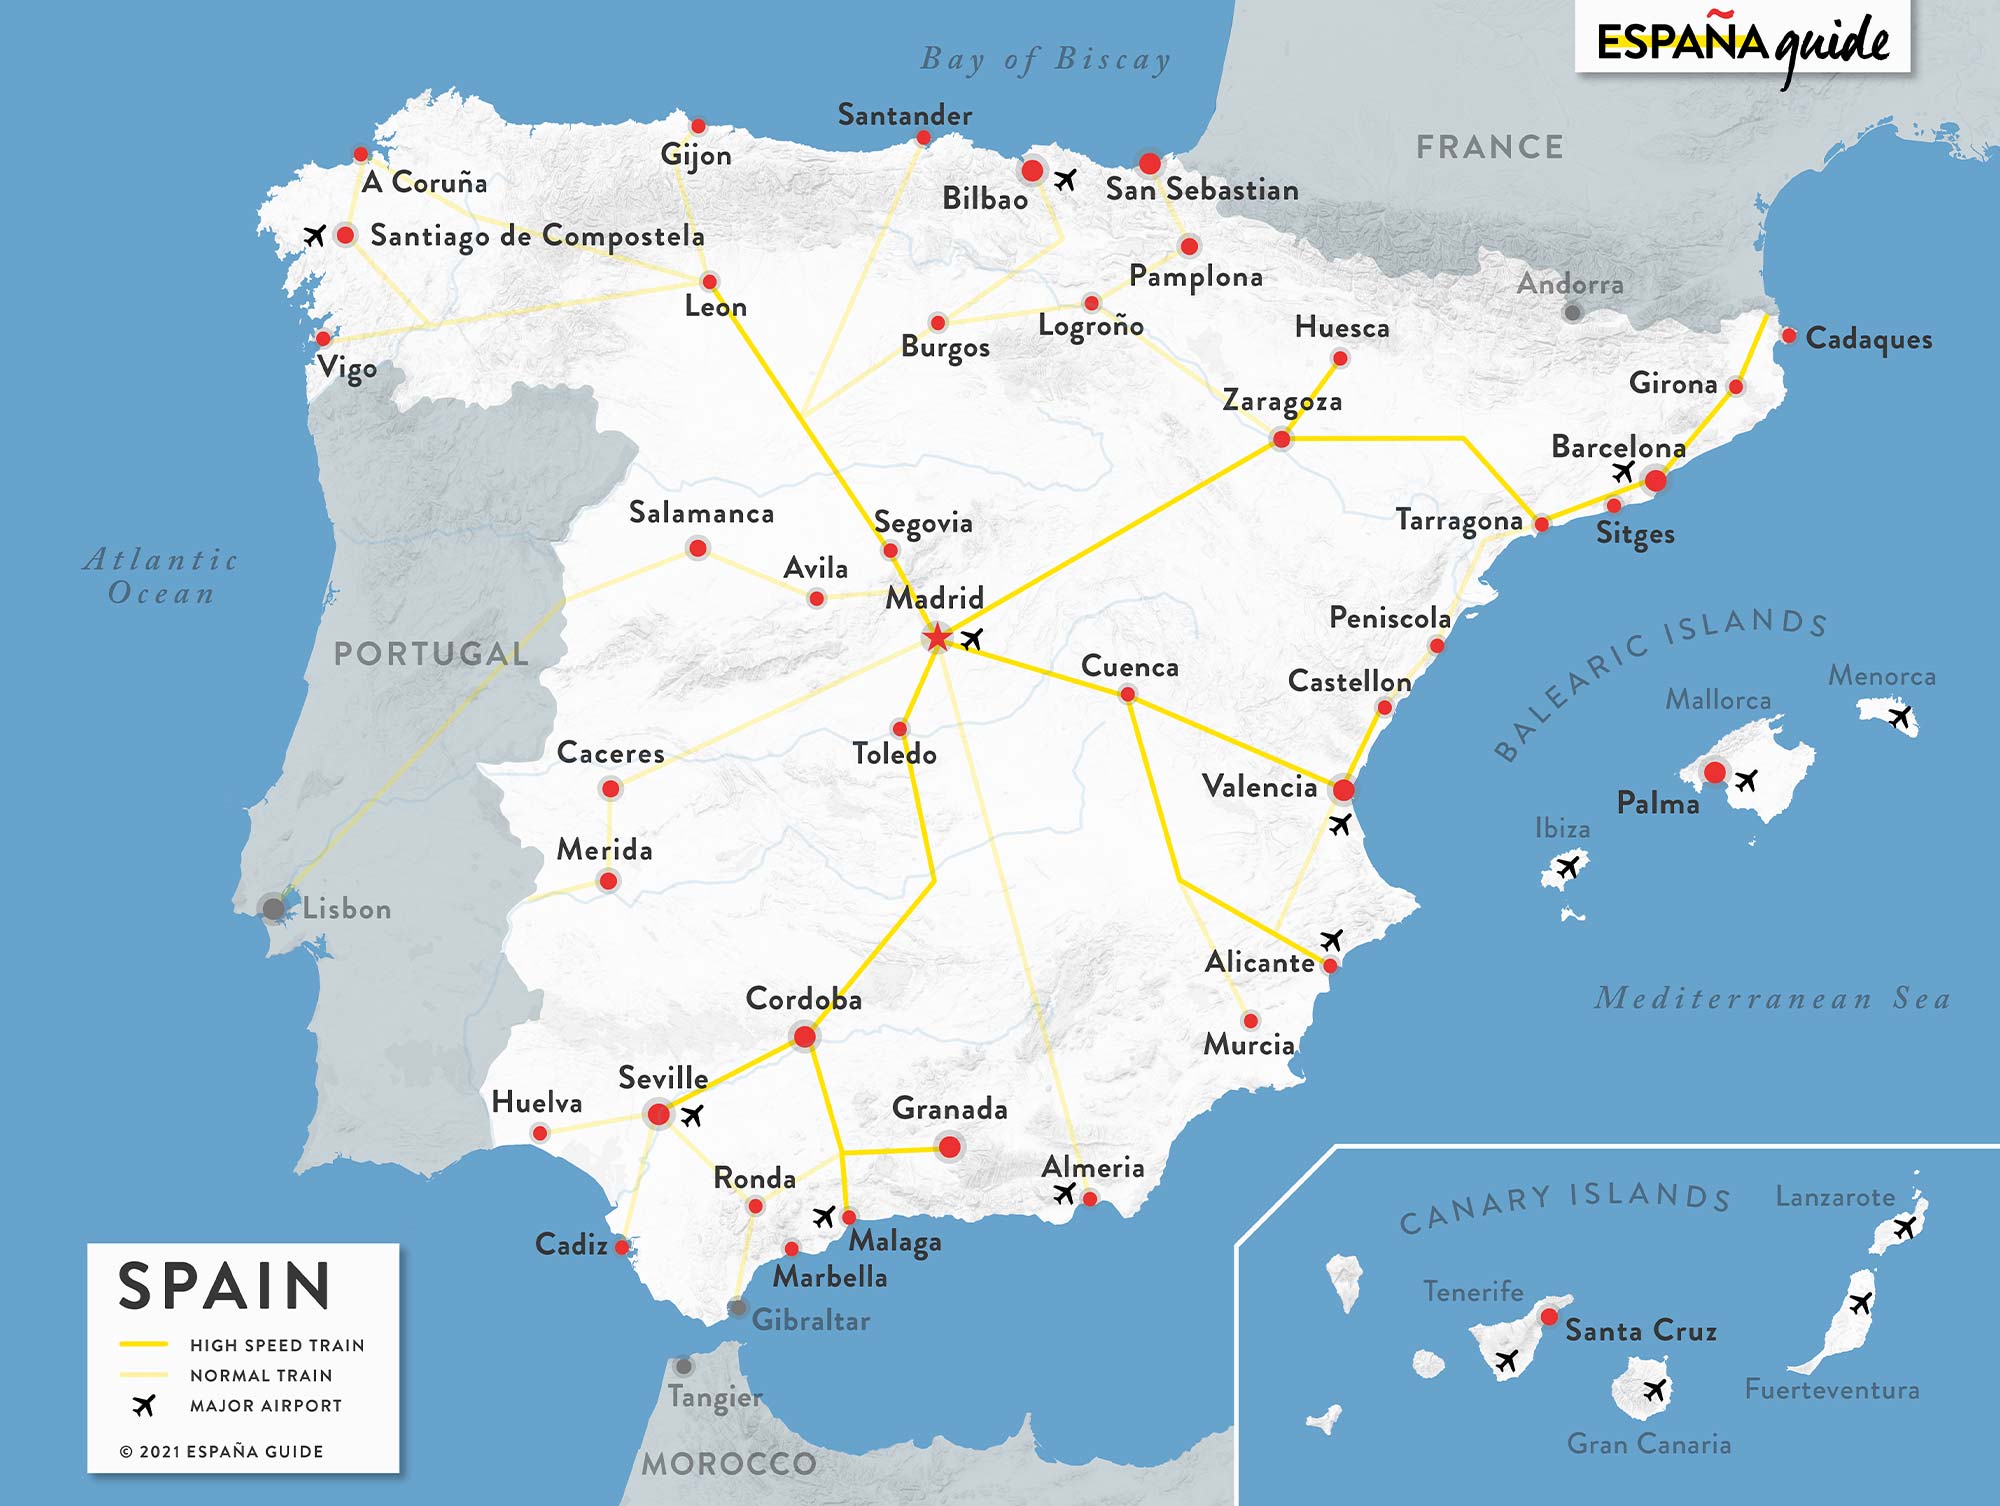 ESPAÑA guide
Bay of Biscay
FRANCE
Santander
Gijon
A Coruña
Bilbao
San Sebastian
Santiago de Compostela
Pamplona
Andorra
Leon
Logroño
Huesca
Burgos
Cadaques
Vigo
Girona
Zaragoza
Barcelona
Salamanca
Segovia
Tarragona
Sitges
Atlantic
Ocean
Avila
Madrid
Peniscola
BALEARIC ISLANDS
PORTUGAL
Cuenca
Castellon
Menorca
Mallorca
Caceres
Toledo
Valencia
Palma
Ibiza
Merida
Lisbon
Alicante
Cordoba
Mediterranean Sea
Murcia
Seville
Huelva
Granada
Ronda
Almeria
Cadiz
Malaga
Marbella
Gibraltar
Tangier
MOROCCO
CANARY ISLANDS
Lanzarote
Tenerife
Santa Cruz
Fuerteventura
Gran Canaria
SPAIN
HIGH SPEED TRAIN
NORMAL TRAIN
MAJOR AIRPORT
© 2021 ESPAÑA GUIDE